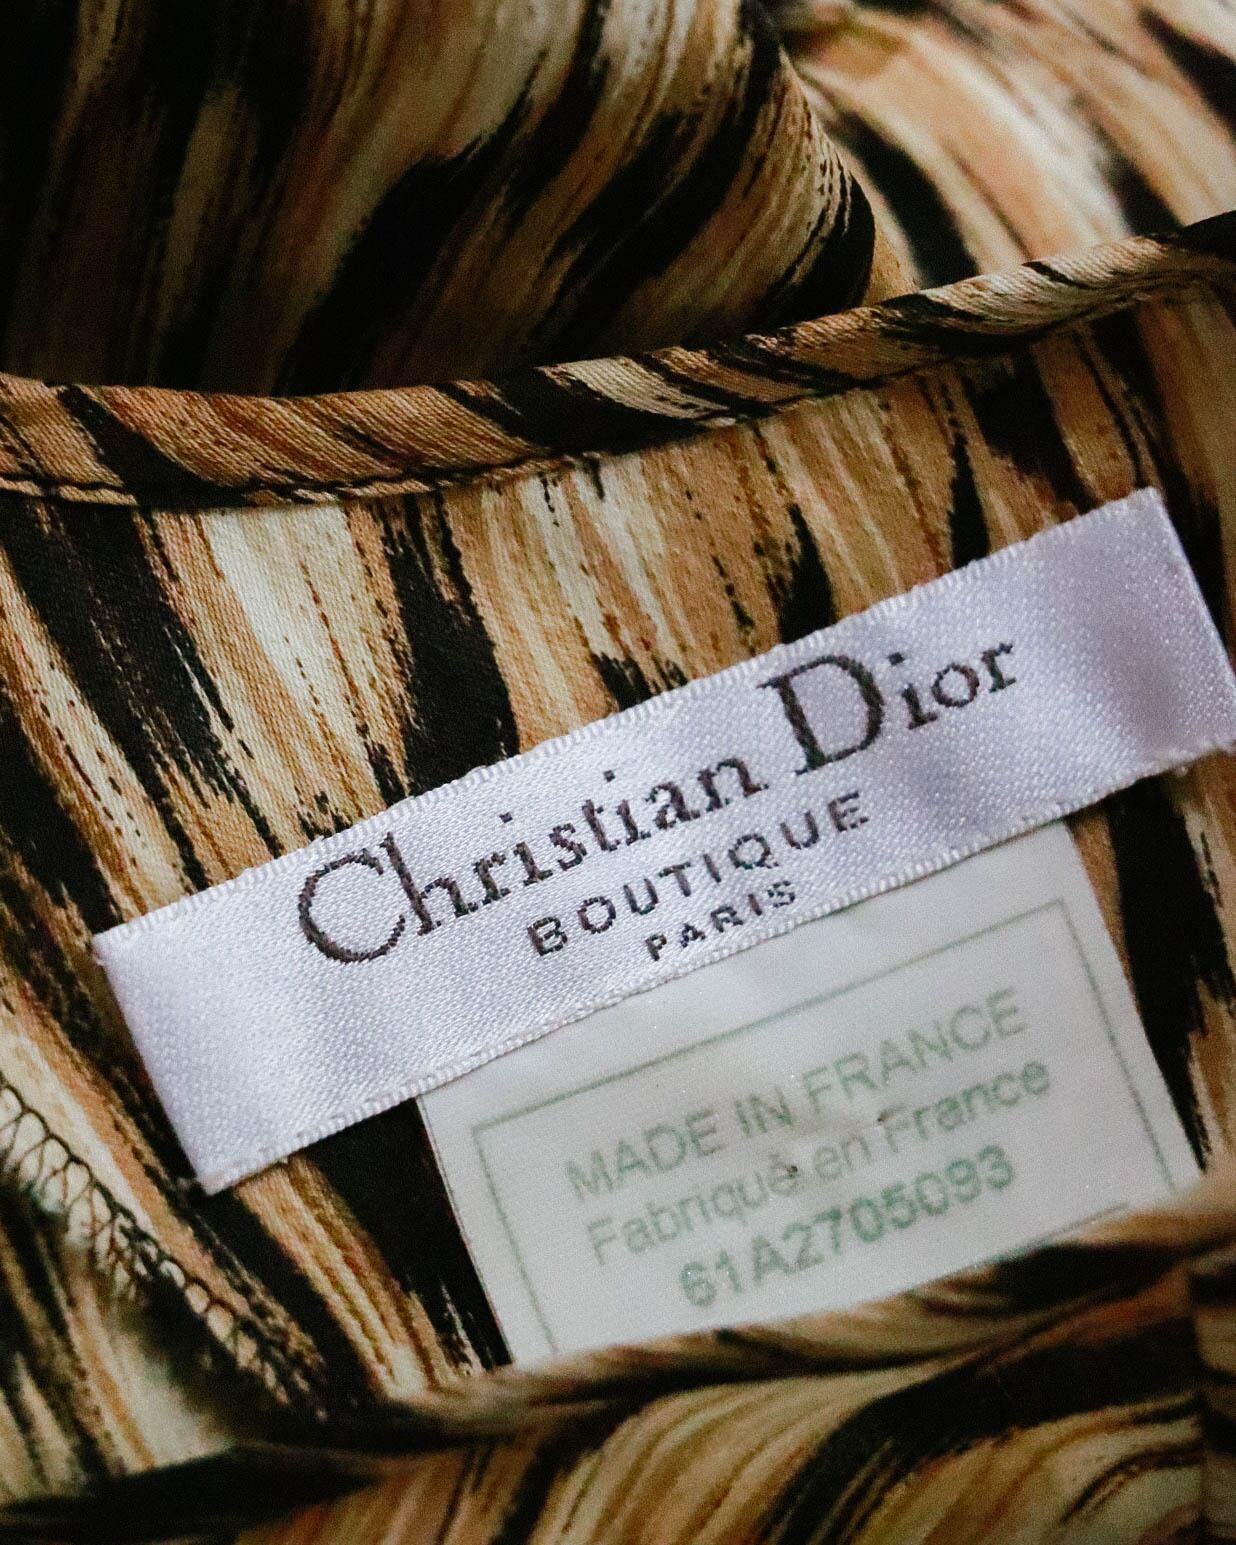 Christian Dior
BOUTIQUE
PARIS
MADE IN FRANCE
Fabriqué en France
61A2705093